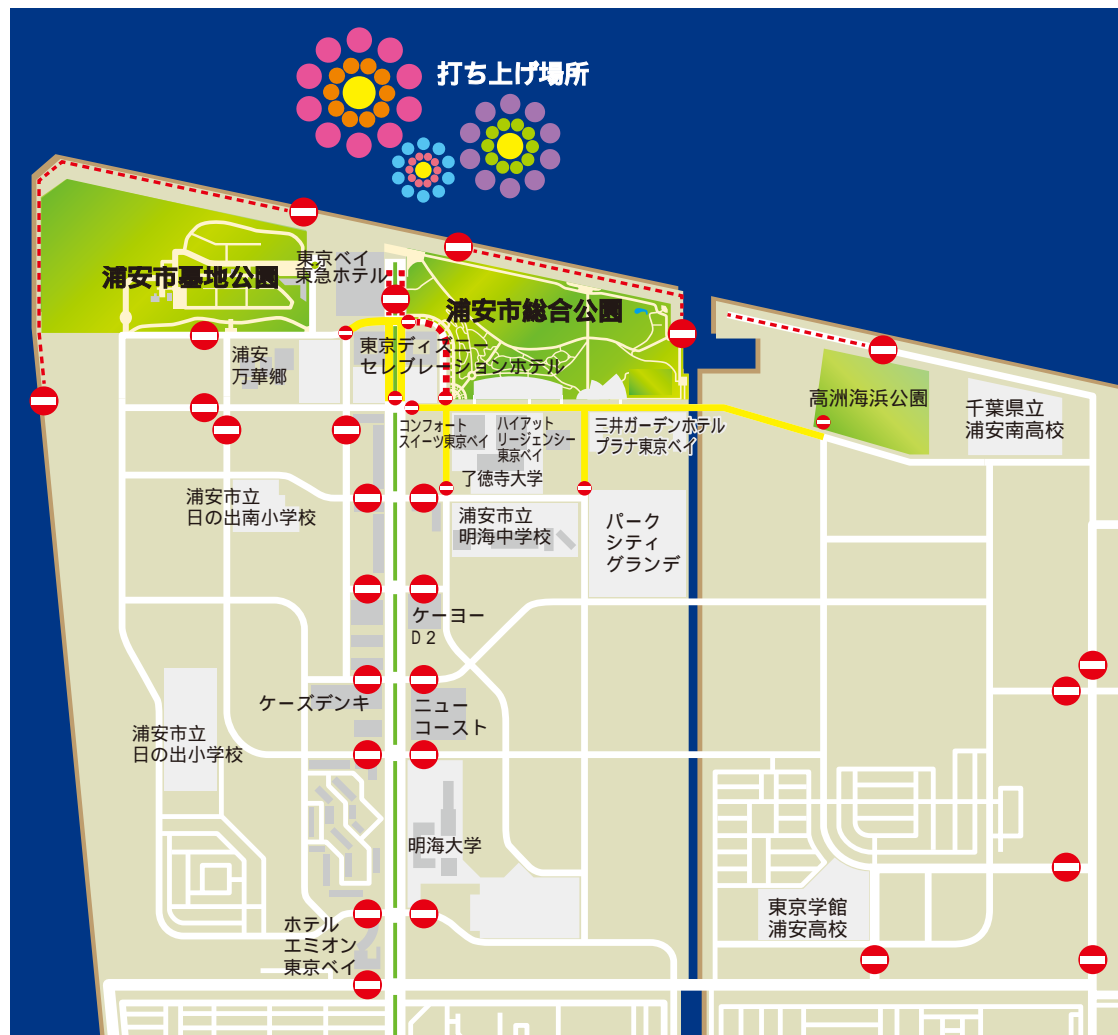 打ち上げ場所
東京ベイ
東急ホテル
浦安市墓地公園
浦安市総合公園
浦安
万華郷
東京ディズニー
セレブレーションホテル
高洲海浜公園
千葉県立
浦安南高校
コンフォート
スイーツ東京ベイ
ハイアット
リージェンシー
東京ベイ
三井ガーデンホテル
プラナ東京ベイ
了徳寺大学
浦安市立
日の出南小学校
浦安市立
明海中学校
パーク
シティ
グランデ
ケーヨー
D2
ケーズデンキ
ニュー
コースト
浦安市立
日の出小学校
明海大学
東京学館
浦安高校
ホテル
エミオン
東京ベイ